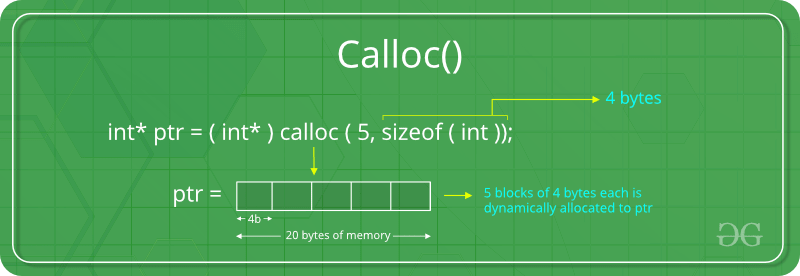 Calloc()
4 bytes
int* ptr = ( int* ) calloc ( 5, sizeof ( int ));
ptr =
5 blocks of 4 bytes each is
dynamically allocated to ptr
4b
20 bytes of memory
GG